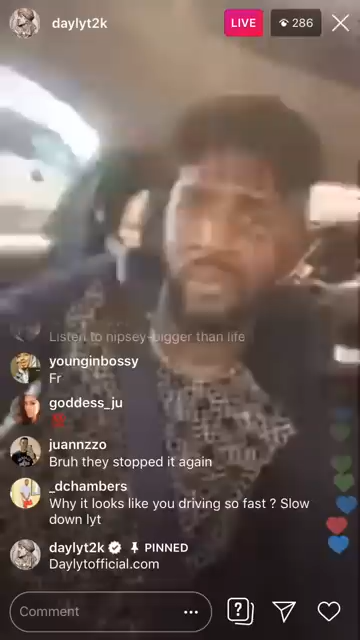 daylyt2k
LIVE
286
Listen to nipsey-bigger than life
younginbossy
Fr
goddess_ju
💯
juannzzo
Bruh they stopped it again
_dchambers
Why it looks like you driving so fast ? Slow
down lyt
daylyt2k PINNED
Daylytofficial.com
Comment